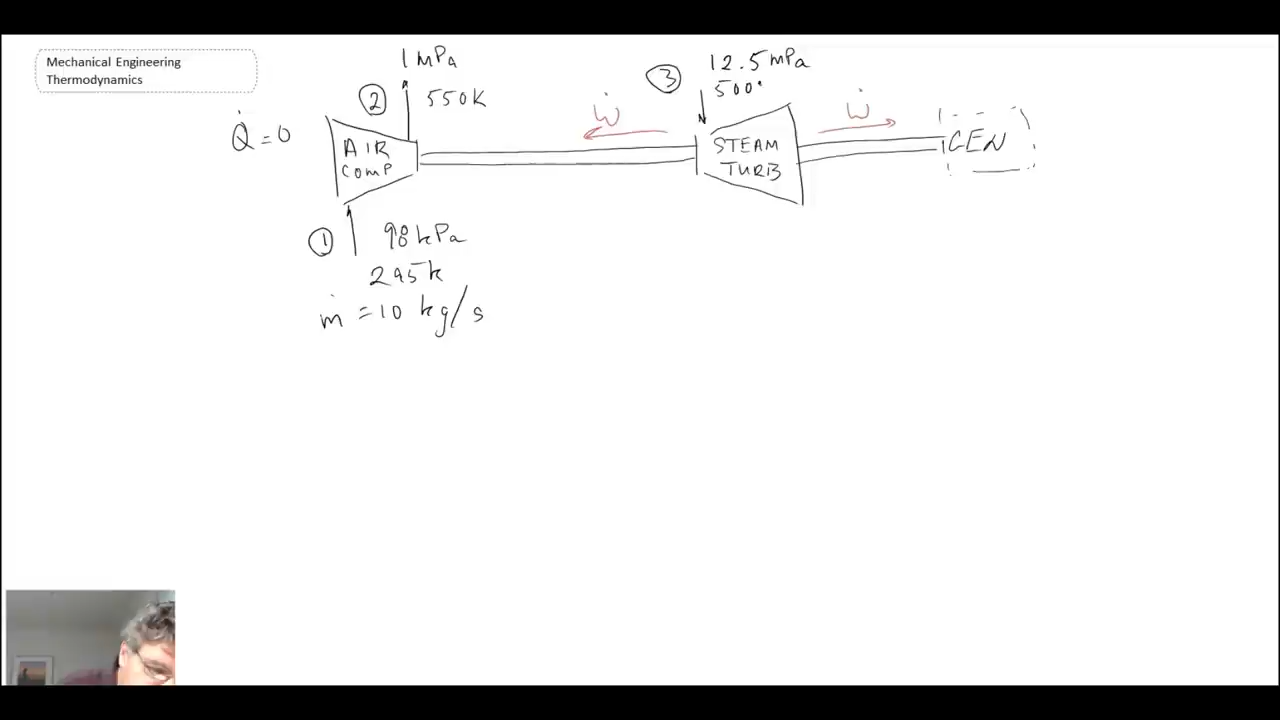 Mechanical Engineering
Thermodynamics
1 MPa
② 550K
Q̇ = 0
AIR
COMP
① 98 kPa
295 k
ṁ = 10 kg/s
Ẇ
③ 12.5 mPa
500°
STEAM
TURB
Ẇ
GEN